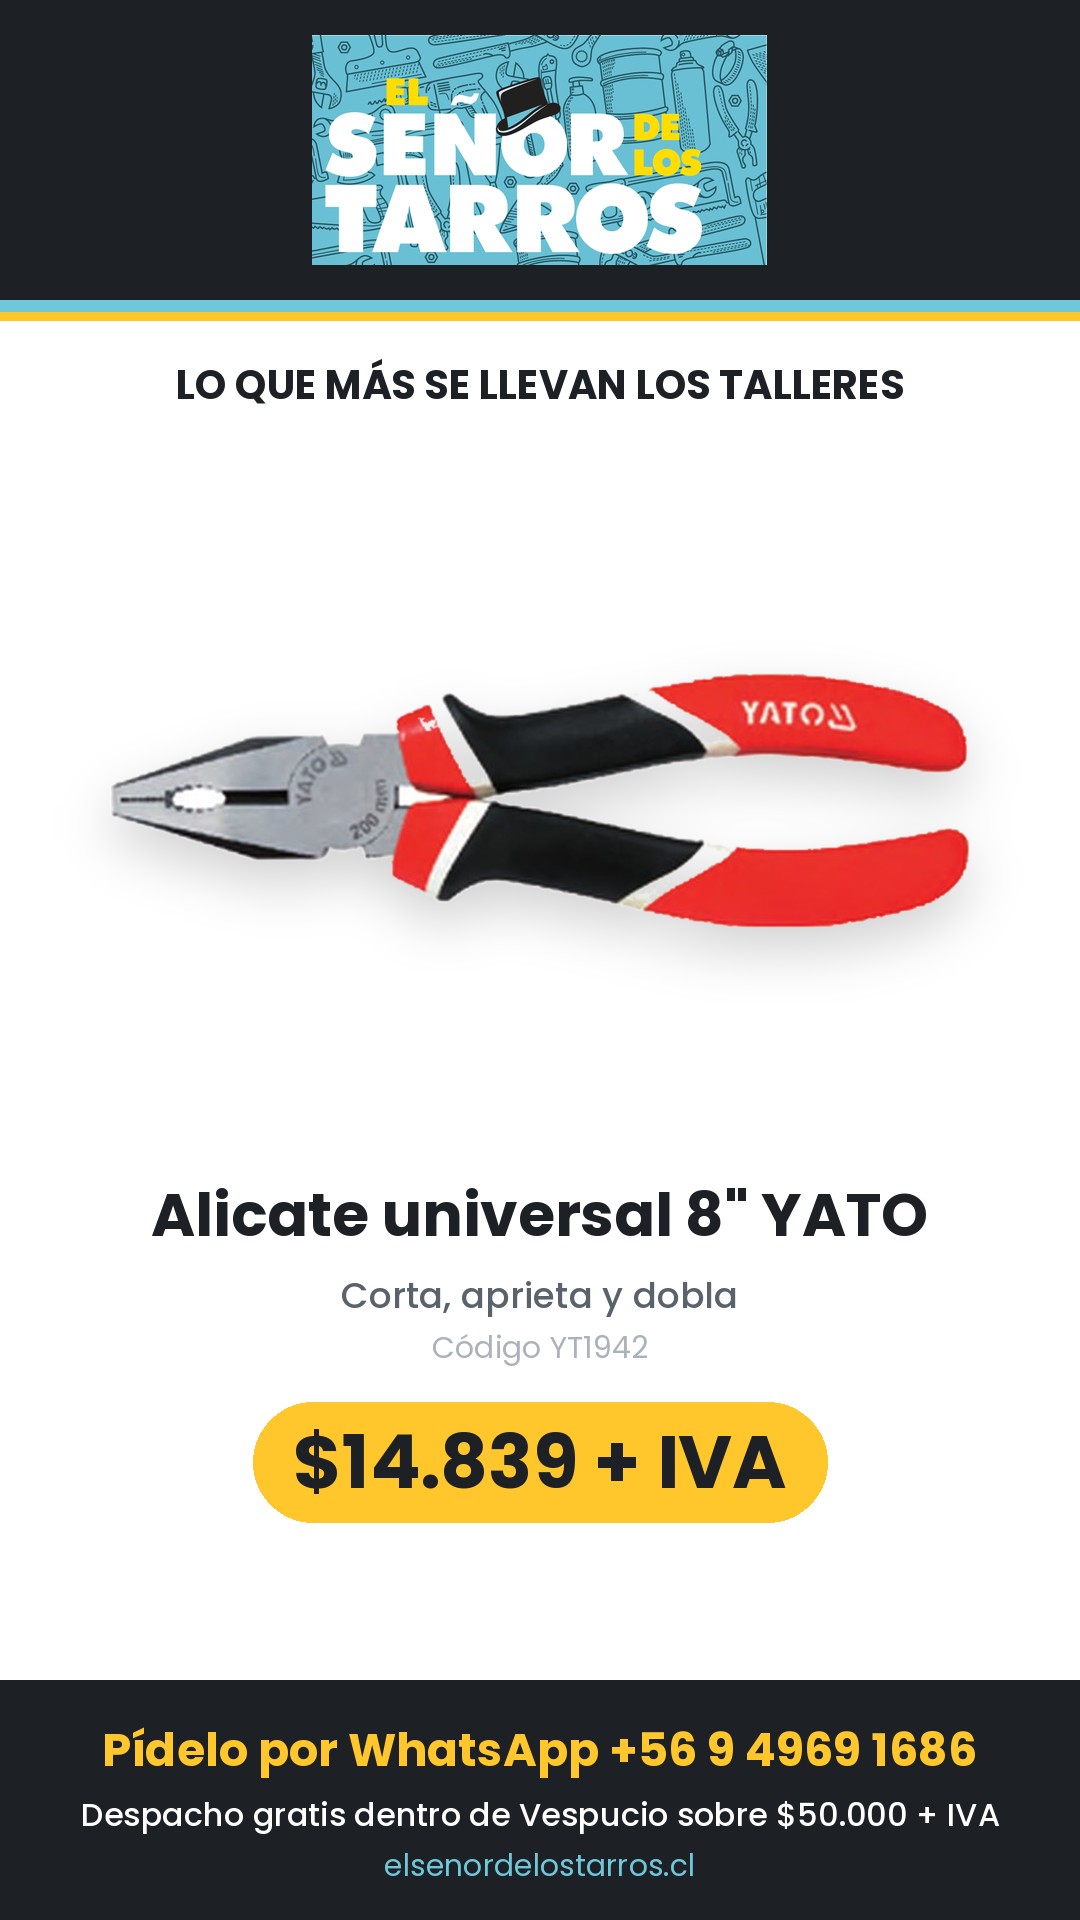 EL
SEÑOR DE LOS
TARROS
LO QUE MÁS SE LLEVAN LOS TALLERES
YATO
YATO
200 mm
Alicate universal 8" YATO
Corta, aprieta y dobla
Código YT1942
$14.839 + IVA
Pídelo por WhatsApp +56 9 4969 1686
Despacho gratis dentro de Vespucio sobre $50.000 + IVA
elsenordelostarros.cl